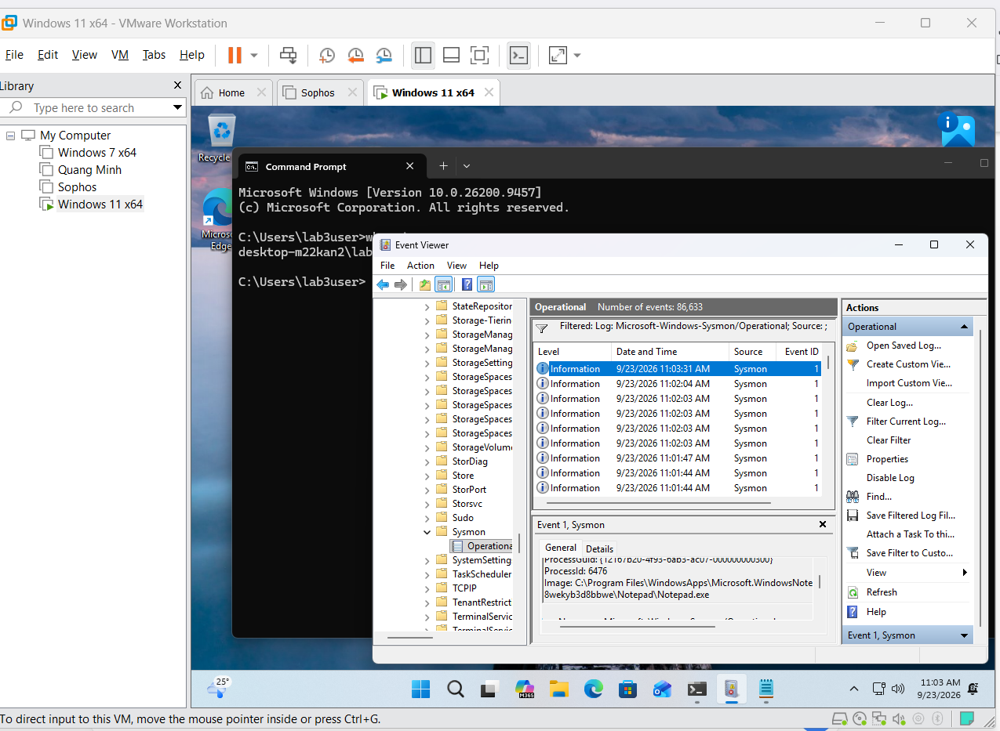 Windows 11 x64 - VMware Workstation
File Edit View VM Tabs Help
Library
Type here to search
My Computer
Windows 7 x64
Quang Minh
Sophos
Windows 11 x64
Home
Sophos
Windows 11 x64
Recycle
Microso
Edge
Command Prompt
Microsoft Windows [Version 10.0.26200.9457]
(c) Microsoft Corporation. All rights reserved.
C:\Users\lab3user>w
desktop-m22kan2\lab
C:\Users\lab3user>
Event Viewer
File Action View Help
StateRepositor
Storage-Tierin
StorageManag
StorageManag
StorageSetting
StorageSpaces
StorageSpaces
StorageSpaces
StorageSpaces
StorageSpaces
StorageVolume
StorDiag
Store
StorPort
Storsvc
Sudo
Sysmon
Operationa
SystemSetting
TaskScheduler
TCPIP
TenantRestrict
TerminalServic
TerminalServic
Operational Number of events: 86,633
Filtered: Log: Microsoft-Windows-Sysmon/Operational; Source: ;
Level Date and Time Source Event ID
Information 9/23/2026 11:03:31 AM Sysmon 1
Information 9/23/2026 11:02:04 AM Sysmon 1
Information 9/23/2026 11:02:03 AM Sysmon 1
Information 9/23/2026 11:02:03 AM Sysmon 1
Information 9/23/2026 11:02:03 AM Sysmon 1
Information 9/23/2026 11:02:03 AM Sysmon 1
Information 9/23/2026 11:01:47 AM Sysmon 1
Information 9/23/2026 11:01:44 AM Sysmon 1
Information 9/23/2026 11:01:44 AM Sysmon 1
Event 1, Sysmon
General Details
ProcessGuid: {12167b20-4f93-6ab3-ac07-000000000300}
ProcessId: 6476
Image: C:\Program Files\WindowsApps\Microsoft.WindowsNote
8wekyb3d8bbwe\Notepad\Notepad.exe
Actions
Operational
Open Saved Log...
Create Custom Vie...
Import Custom Vie...
Clear Log...
Filter Current Log...
Clear Filter
Properties
Disable Log
Find...
Save Filtered Log Fil...
Attach a Task To thi...
Save Filter to Custo...
View
Refresh
Help
Event 1, Sysmon
25°
M365
11:03 AM
9/23/2026
To direct input to this VM, move the mouse pointer inside or press Ctrl+G.